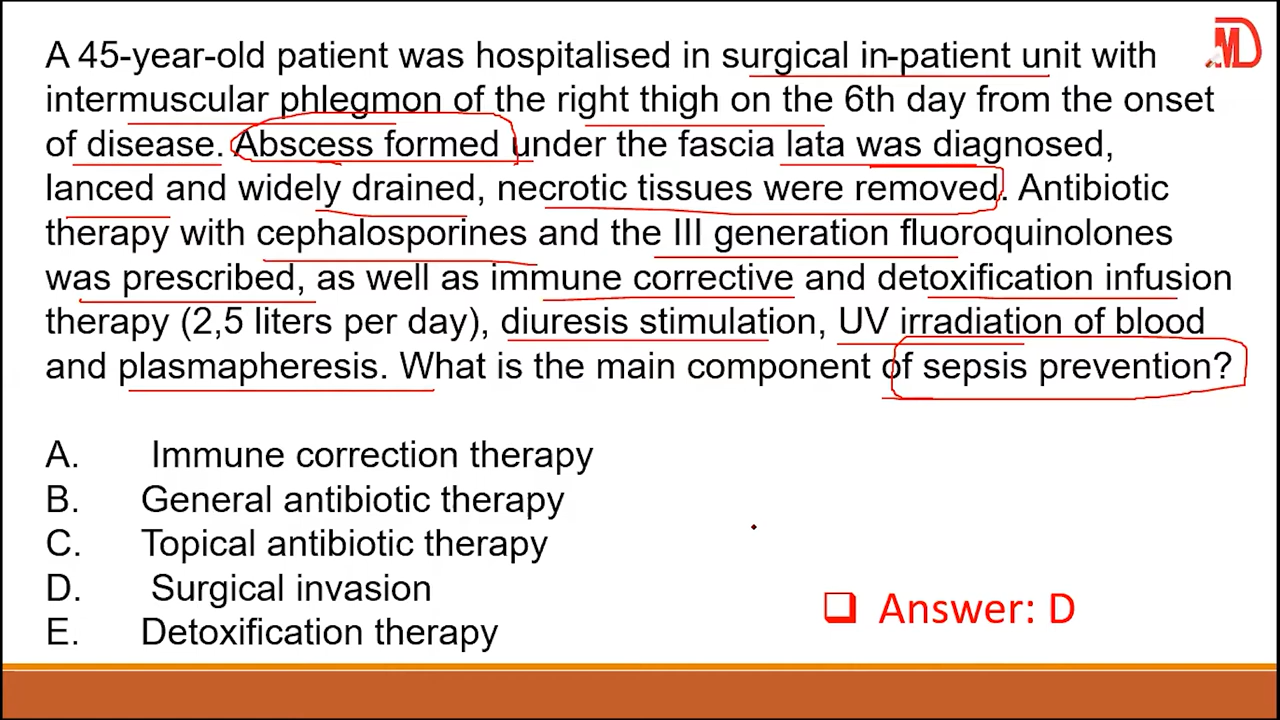 A 45-year-old patient was hospitalised in surgical in-patient unit with
intermuscular phlegmon of the right thigh on the 6th day from the onset
of disease. Abscess formed under the fascia lata was diagnosed,
lanced and widely drained, necrotic tissues were removed. Antibiotic
therapy with cephalosporines and the III generation fluoroquinolones
was prescribed, as well as immune corrective and detoxification infusion
therapy (2,5 liters per day), diuresis stimulation, UV irradiation of blood
and plasmapheresis. What is the main component of sepsis prevention?
A. Immune correction therapy
B. General antibiotic therapy
C. Topical antibiotic therapy
D. Surgical invasion
E. Detoxification therapy
Answer: D
MD